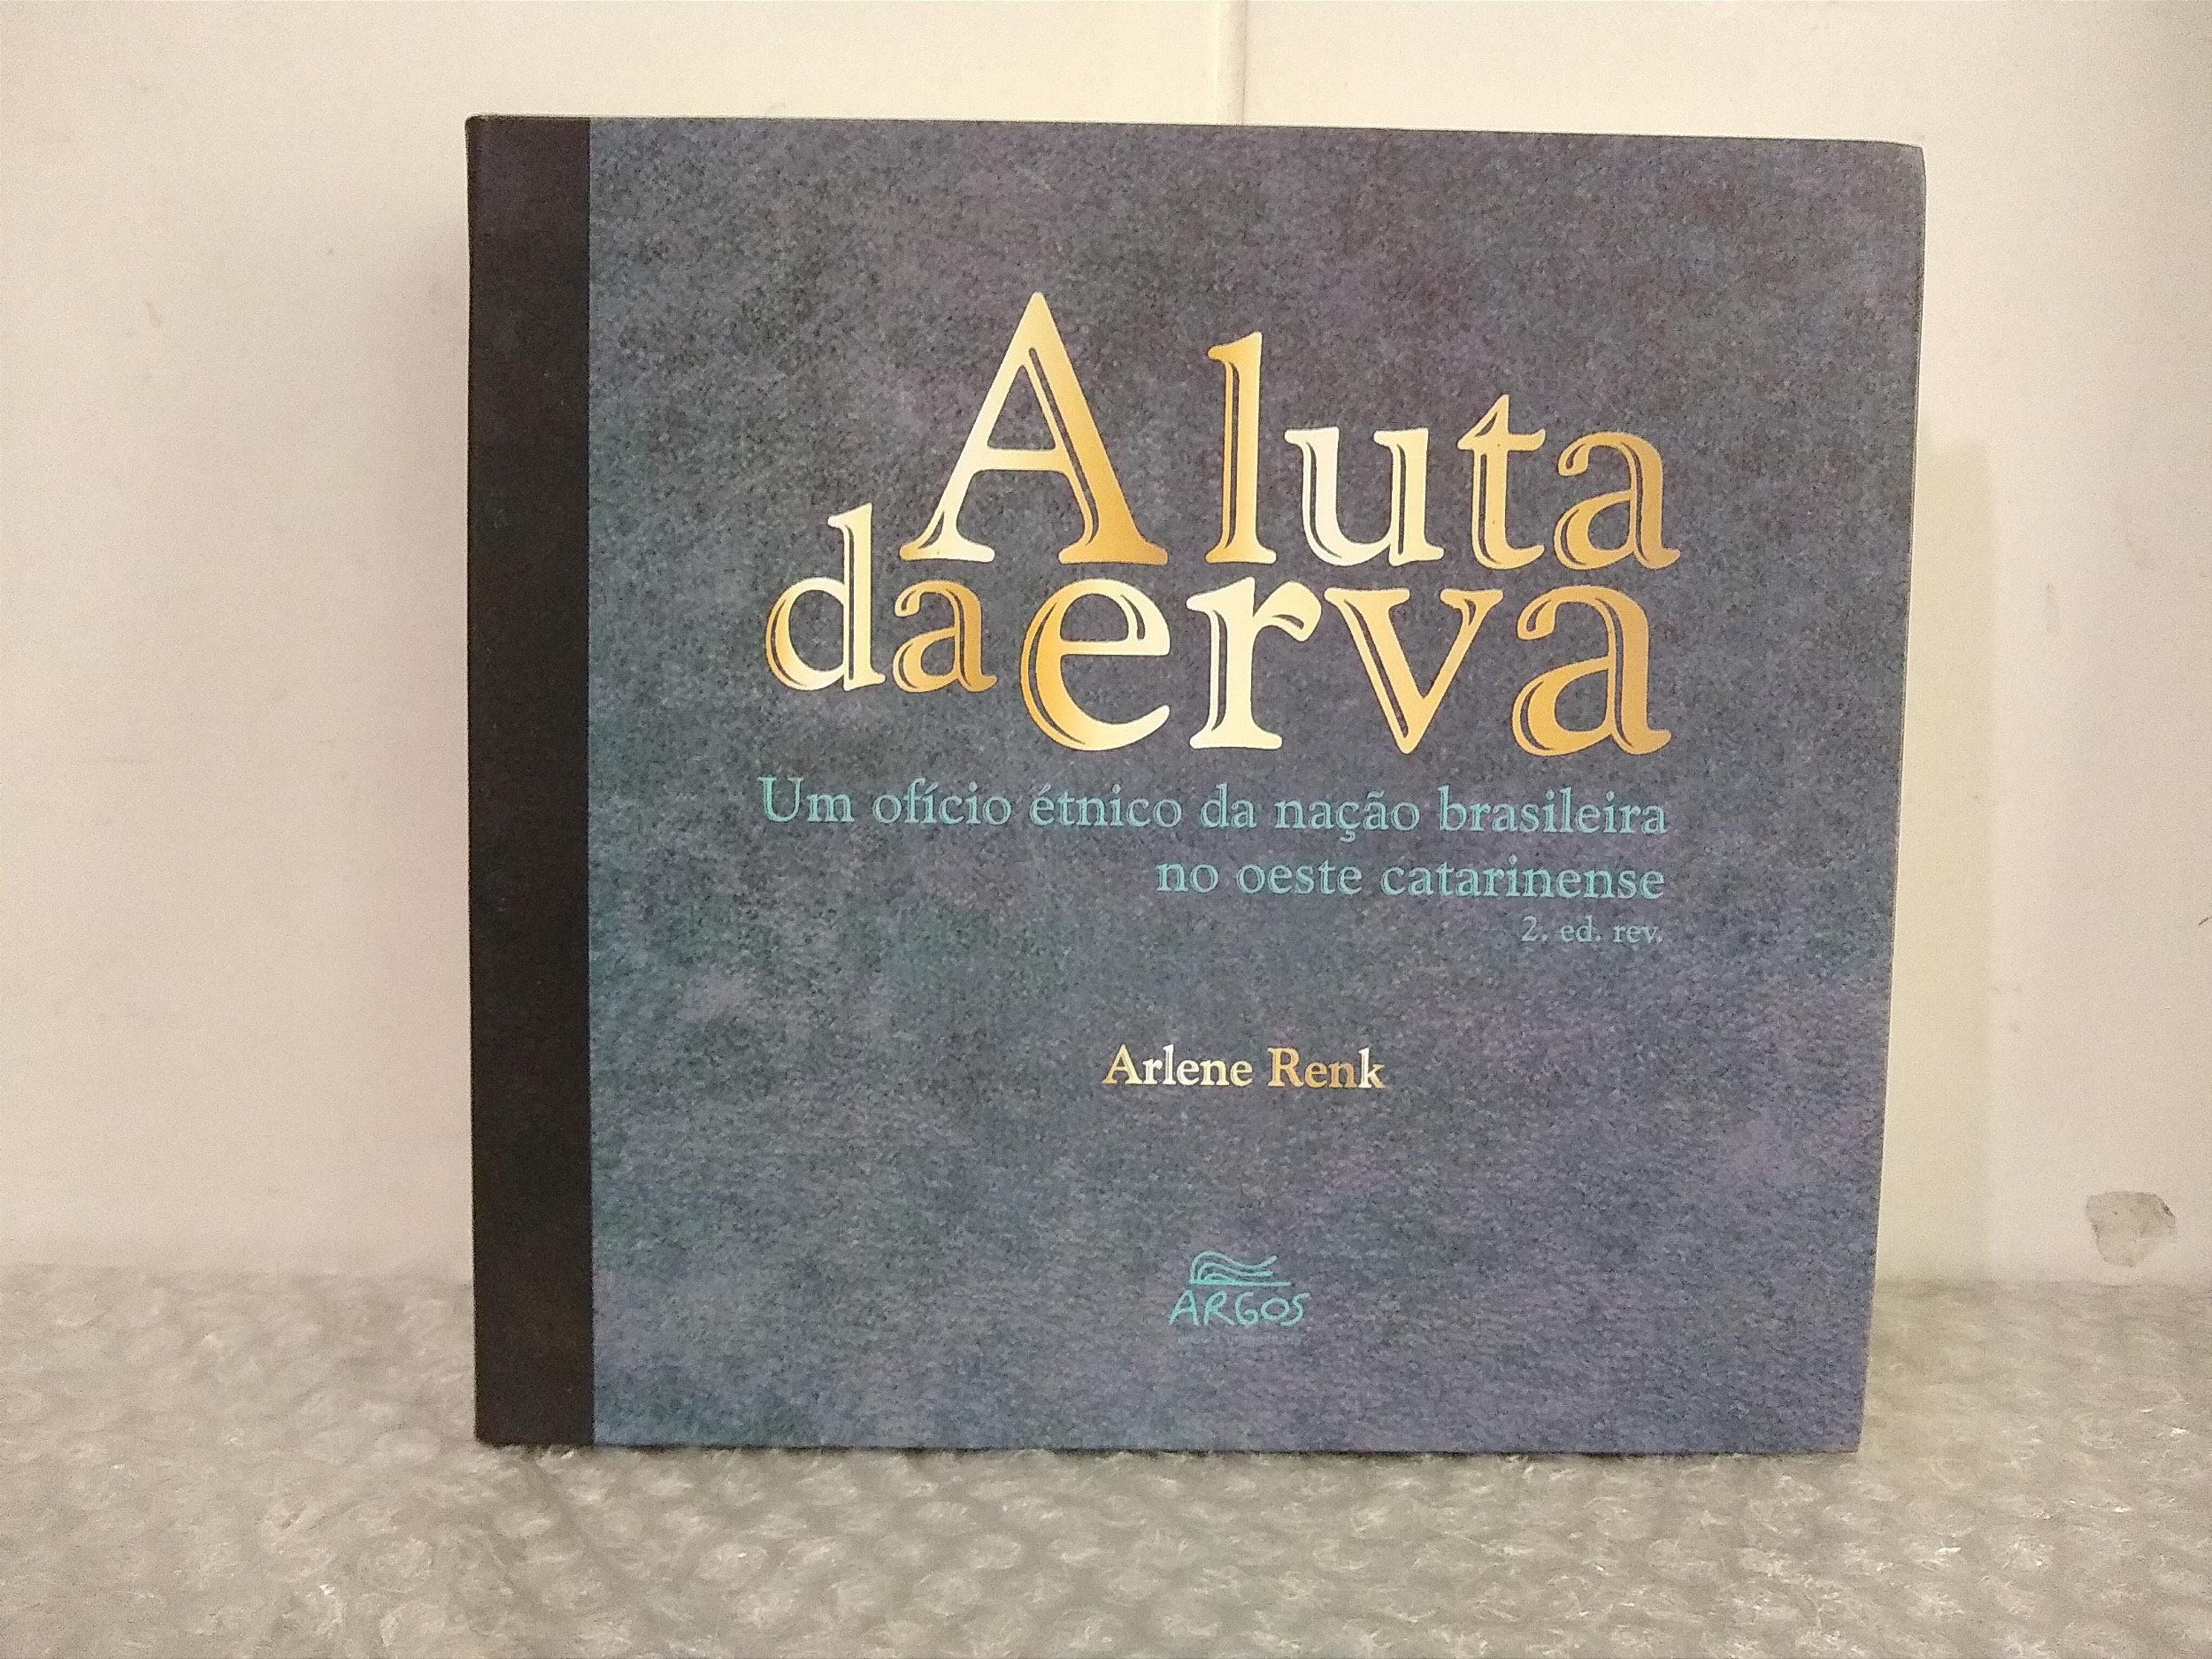 A luta
da erva
Um ofício étnico da nação brasileira
no oeste catarinense
2. ed. rev.
Arlene Renk
ARGOS